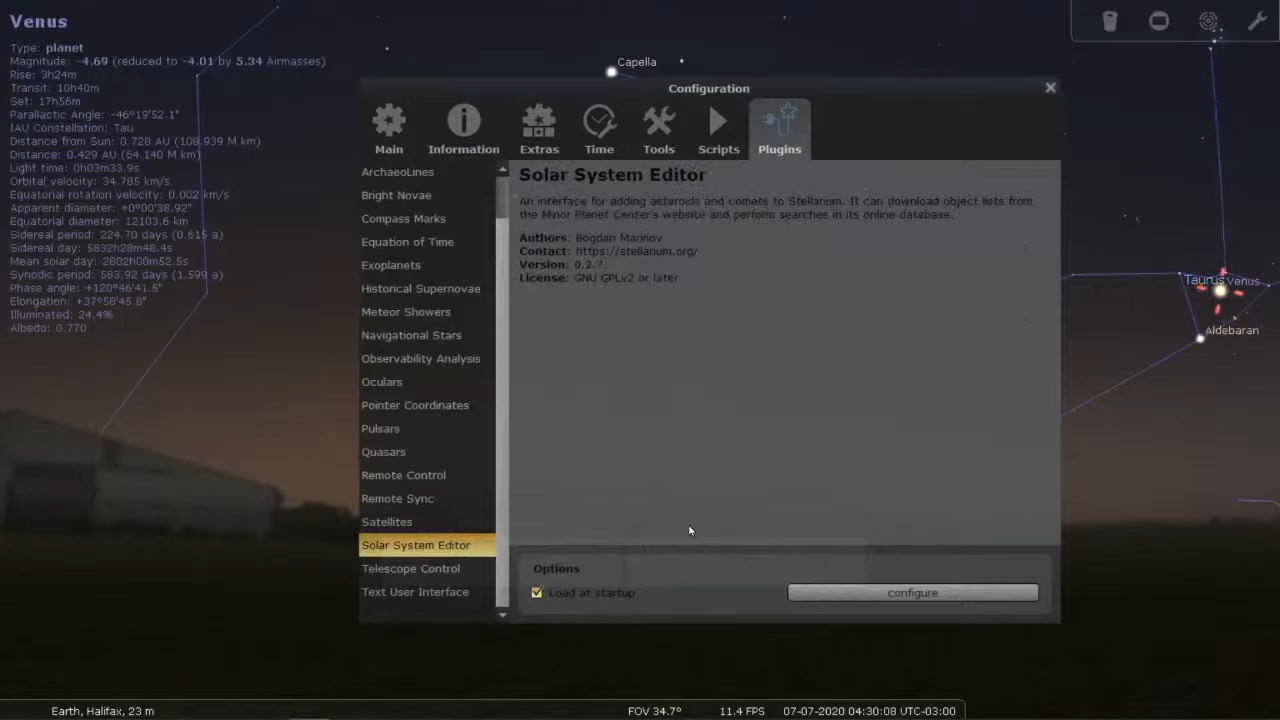 Venus
Type: planet
Magnitude: -4.69 (reduced to -4.01 by 5.34 Airmasses)
Rise: 3h24m
Transit: 10h40m
Set: 17h56m
Parallactic Angle: -46°19'52.1"
IAU Constellation: Tau
Distance from Sun: 0.728 AU (108.939 M km)
Distance: 0.429 AU (64.140 M km)
Light time: 0h03m33.9s
Orbital velocity: 34.785 km/s
Equatorial rotation velocity: 0.002 km/s
Apparent diameter: +0°00'38.92"
Equatorial diameter: 12103.6 km
Sidereal period: 224.70 days (0.615 a)
Sidereal day: 5832h28m48.4s
Mean solar day: 2802h00m52.5s
Synodic period: 583.92 days (1.599 a)
Phase angle: +120°46'41.5"
Elongation: +37°58'45.8"
Illuminated: 24.4%
Albedo: 0.770
Capella
Configuration
Main Information Extras Time Tools Scripts Plugins
ArchaeoLines
Bright Novae
Compass Marks
Equation of Time
Exoplanets
Historical Supernovae
Meteor Showers
Navigational Stars
Observability Analysis
Oculars
Pointer Coordinates
Pulsars
Quasars
Remote Control
Remote Sync
Satellites
Solar System Editor
Telescope Control
Text User Interface
Solar System Editor
An interface for adding asteroids and comets to Stellarium. It can download object lists from
the Minor Planet Center's website and perform searches in its online database.
Authors: Bogdan Marinov
Contact: https://stellarium.org/
Version: 0.2.7
License: GNU GPLv2 or later
Options
Load at startup
configure
Taurus Venus
Aldebaran
Earth, Halifax, 23 m
FOV 34.7° 11.4 FPS 07-07-2020 04:30:08 UTC-03:00